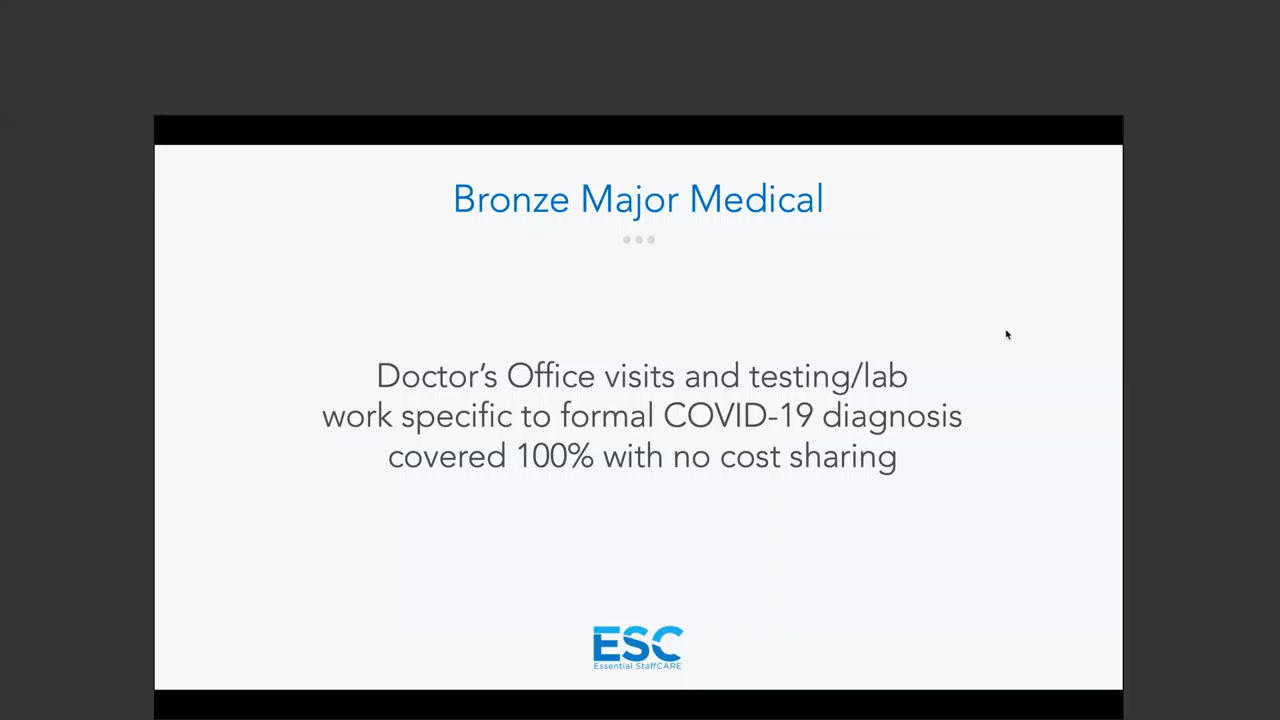 Bronze Major Medical
Doctor's Office visits and testing/lab
work specific to formal COVID-19 diagnosis
covered 100% with no cost sharing
ESC
Essential StaffCARE